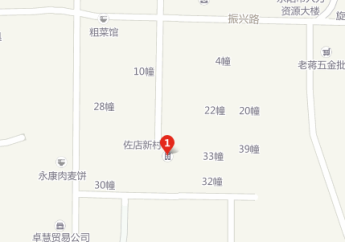 资源大楼
振兴路
粗菜馆
老蒋五金批
4幢
10幢
28幢
22幢
20幢
佐店新村
1
39幢
33幢
永康肉麦饼
32幢
30幢
卓慧贸易公司